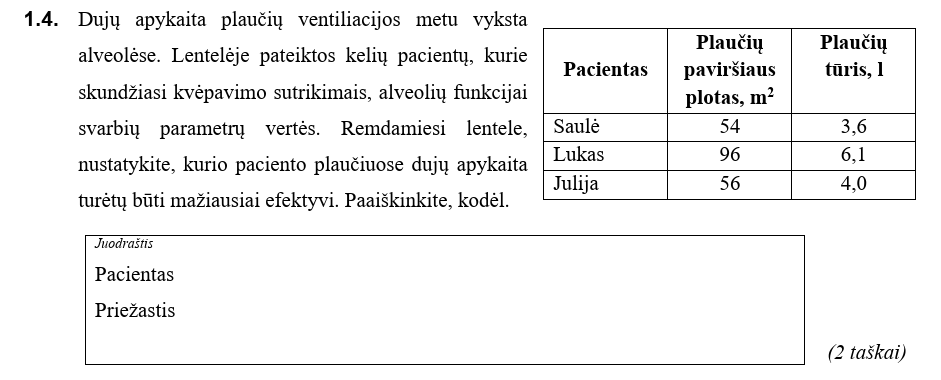 1.4. Dujų apykaita plaučių ventiliacijos metu vyksta
alveolėse. Lentelėje pateiktos kelių pacientų, kurie
skundžiasi kvėpavimo sutrikimais, alveolių funkcijai
svarbių parametrų vertės. Remdamiesi lentele,
nustatykite, kurio paciento plaučiuose dujų apykaita
turėtų būti mažiausiai efektyvi. Paaiškinkite, kodėl.
Pacientas Plaučių paviršiaus plotas, m² Plaučių tūris, l
Saulė 54 3,6
Lukas 96 6,1
Julija 56 4,0
Juodraštis
Pacientas
Priežastis
(2 taškai)